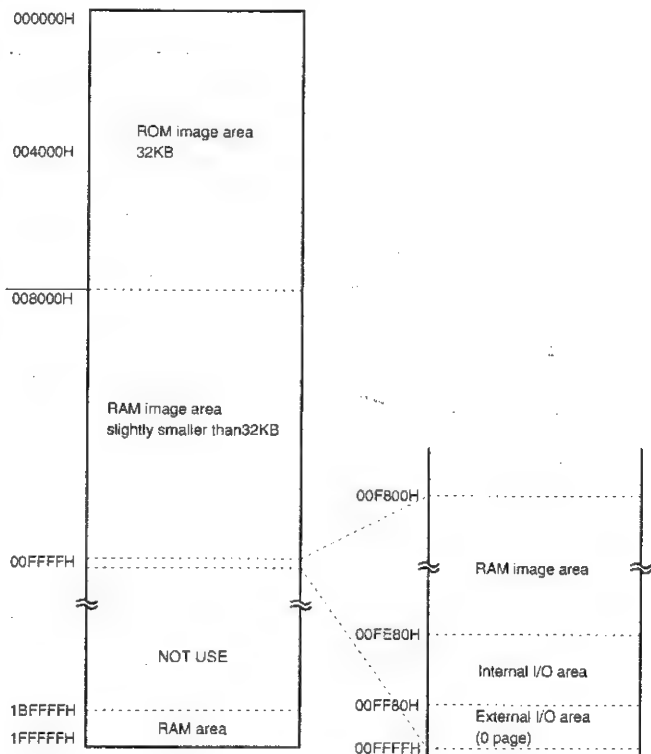 000000H
ROM image area
32KB
004000H
008000H
RAM image area
slightly smaller than32KB
00F800H
00FFFFH
RAM image area
00FE80H
NOT USE
Internal I/O area
00FF80H
1BFFFFH
External I/O area
(0 page)
RAM area
1FFFFFH
00FFFFH